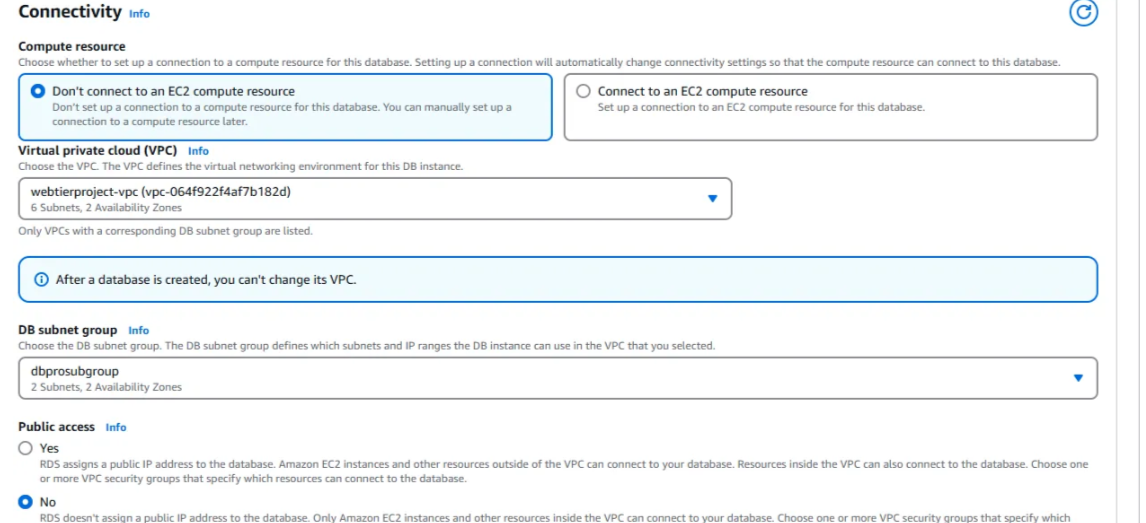 Connectivity Info
Compute resource
Choose whether to set up a connection to a compute resource for this database. Setting up a connection will automatically change connectivity settings so that the compute resource can connect to this database.
Don't connect to an EC2 compute resource
Don't set up a connection to a compute resource for this database. You can manually set up a
connection to a compute resource later.
Connect to an EC2 compute resource
Set up a connection to an EC2 compute resource for this database.
Virtual private cloud (VPC) Info
Choose the VPC. The VPC defines the virtual networking environment for this DB instance.
webtierproject-vpc (vpc-064f922f4af7b182d)
6 Subnets, 2 Availability Zones
Only VPCs with a corresponding DB subnet group are listed.
After a database is created, you can't change its VPC.
DB subnet group Info
Choose the DB subnet group. The DB subnet group defines which subnets and IP ranges the DB instance can use in the VPC that you selected.
dbprosubgroup
2 Subnets, 2 Availability Zones
Public access Info
Yes
RDS assigns a public IP address to the database. Amazon EC2 instances and other resources outside of the VPC can connect to your database. Resources inside the VPC can also connect to the database. Choose one
or more VPC security groups that specify which resources can connect to the database.
No
RDS doesn't assign a public IP address to the database. Only Amazon EC2 instances and other resources inside the VPC can connect to your database. Choose one or more VPC security groups that specify which